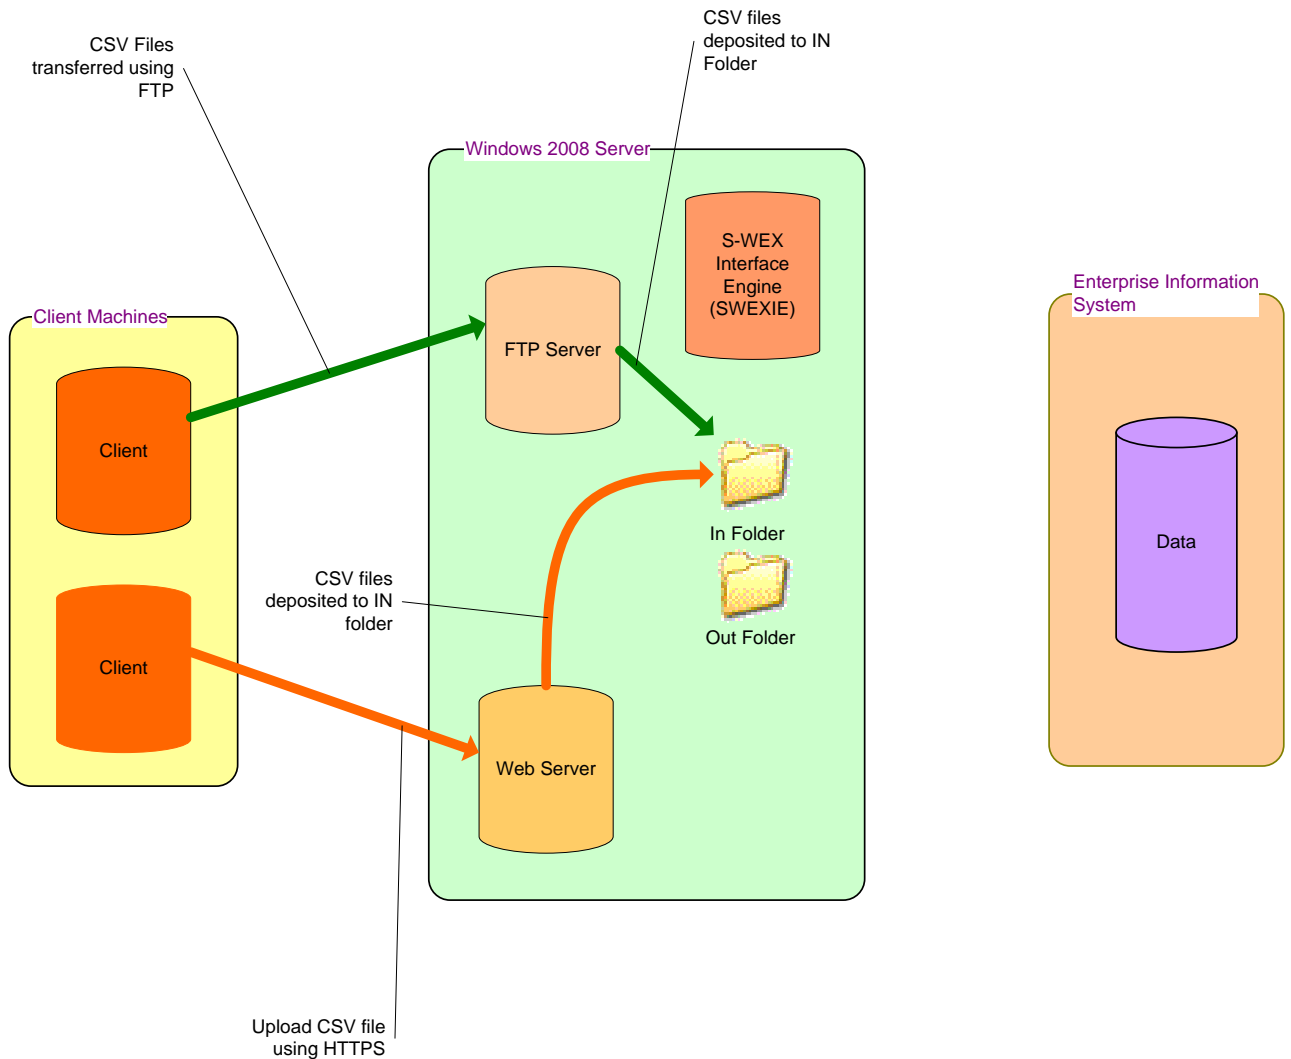 CSV files
deposited to IN
Folder
CSV Files
transferred using
FTP
Windows 2008 Server
S-WEX
Interface
Engine
(SWEXIE)
Enterprise Information
System
Client Machines
FTP Server
Client
In Folder
Data
CSV files
deposited to IN
folder
Out Folder
Client
Web Server
Upload CSV file
using HTTPS